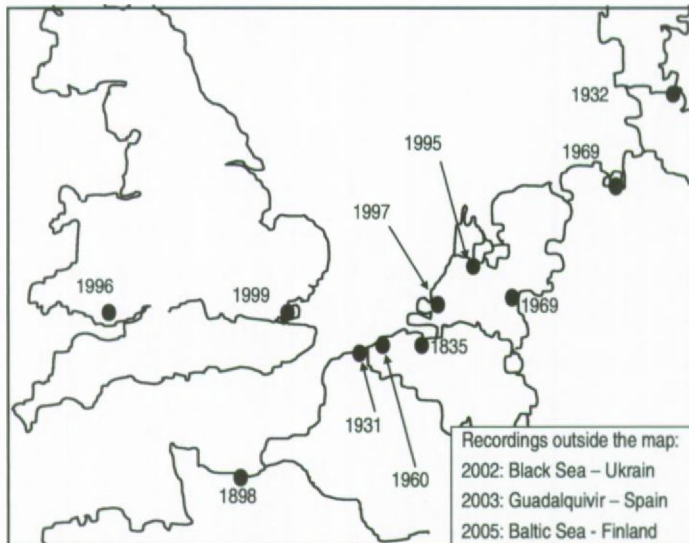 1932
1995
1969
1997
1996
1999
1969
1835
1931
1960
1898
Recordings outside the map:
2002: Black Sea – Ukrain
2003: Guadalquivir – Spain
2005: Baltic Sea - Finland